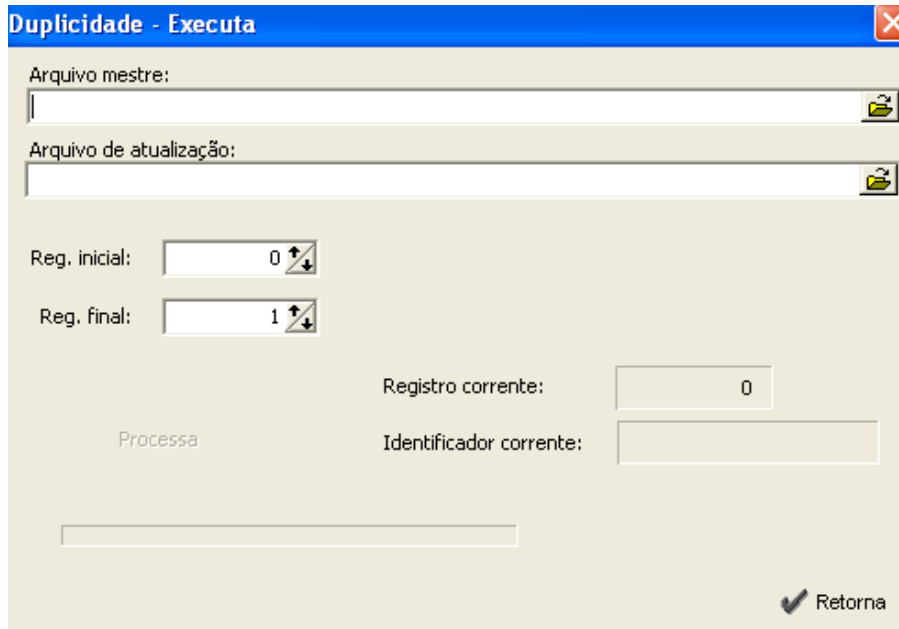 Duplicidade - Executa
Arquivo mestre:
Arquivo de atualização:
Reg. inicial: 0
Reg. final: 1
Registro corrente: 0
Processa
Identificador corrente:
Retorna